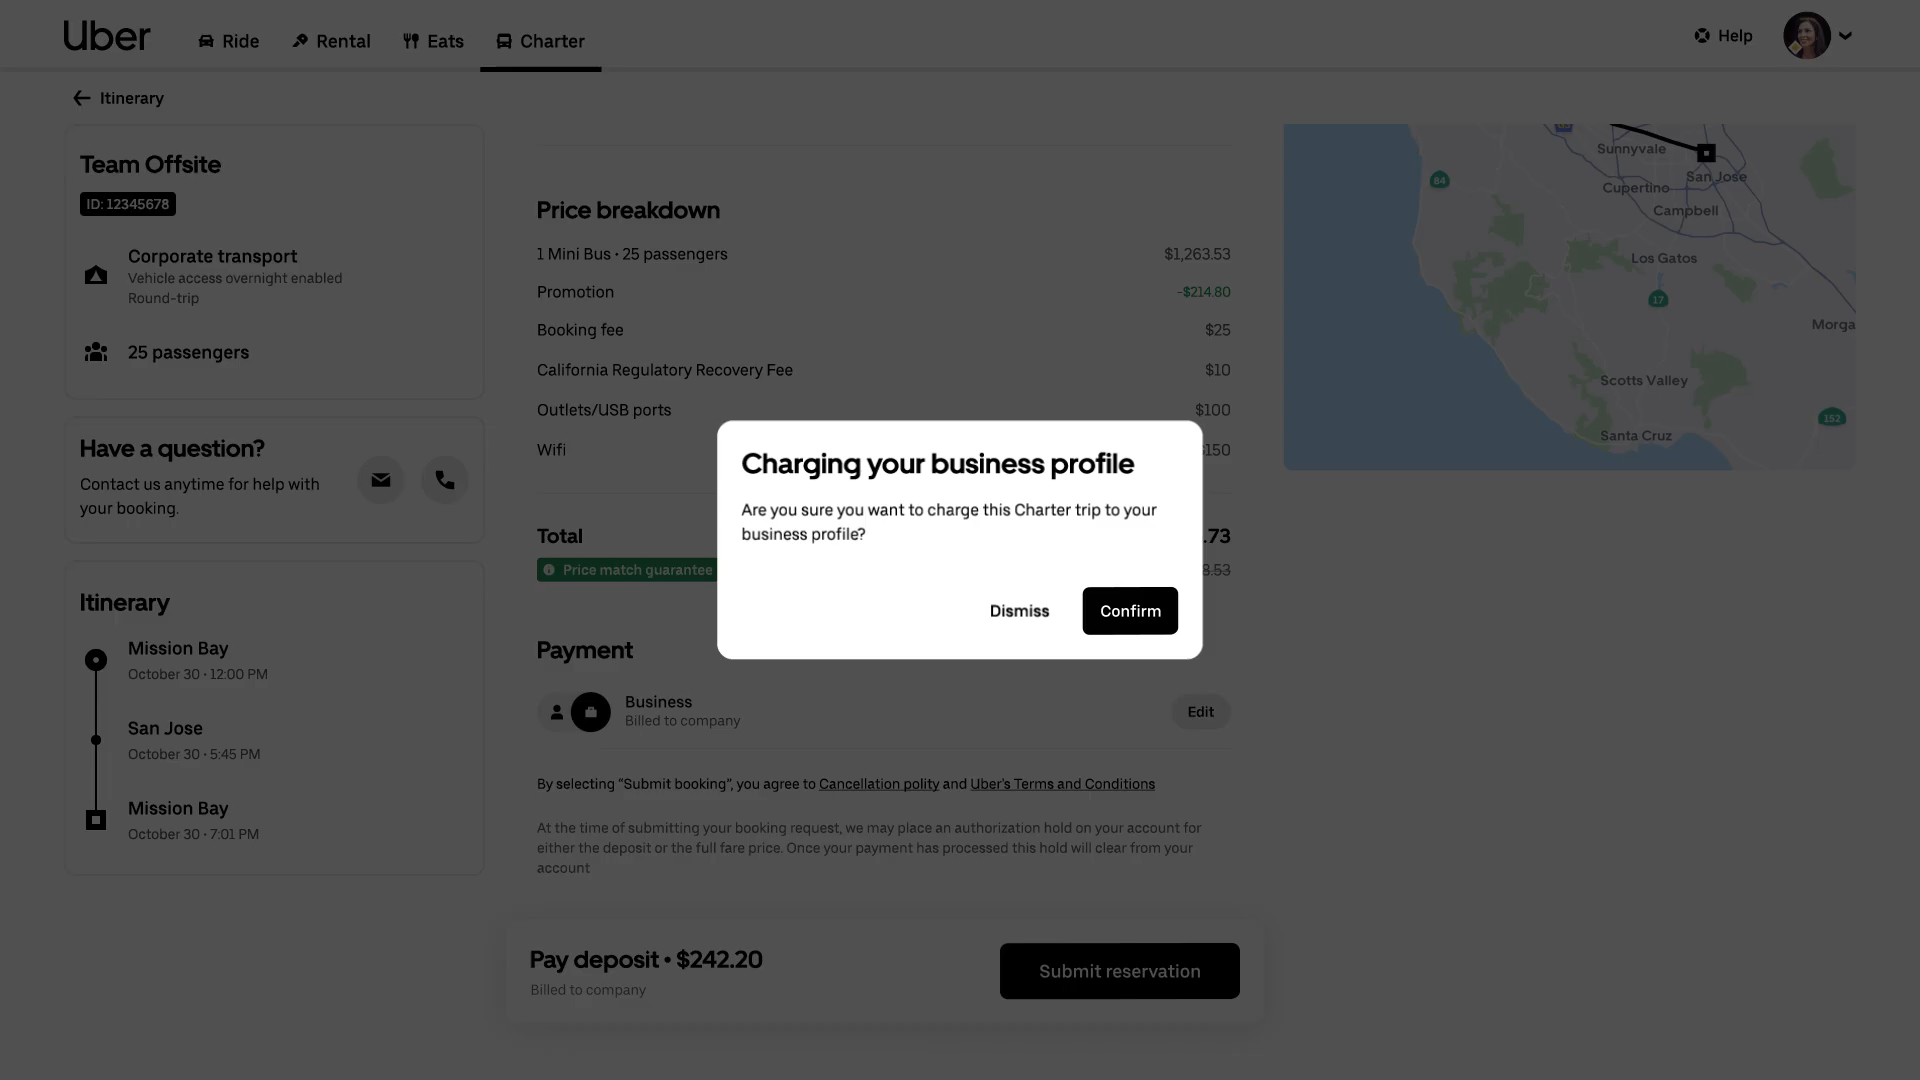 Uber
Ride
Rental
Eats
Charter
Help
Itinerary
Team Offsite
ID: 12345678
Corporate transport
Vehicle access overnight enabled
Round-trip
25 passengers
Have a question?
Contact us anytime for help with
your booking.
Itinerary
Mission Bay
October 30 • 12:00 PM
San Jose
October 30 • 5:45 PM
Mission Bay
October 30 • 7:01 PM
Price breakdown
1 Mini Bus • 25 passengers $1,263.53
Promotion -$214.80
Booking fee $25
California Regulatory Recovery Fee $10
Outlets/USB ports $100
Wifi 150
Total .73
Price match guarantee 8.53
Charging your business profile
Are you sure you want to charge this Charter trip to your
business profile?
Dismiss
Confirm
Payment
Business
Billed to company
Edit
By selecting "Submit booking", you agree to Cancellation polity and Uber's Terms and Conditions
At the time of submitting your booking request, we may place an authorization hold on your account for
either the deposit or the full fare price. Once your payment has processed this hold will clear from your
account
Pay deposit • $242.20
Billed to company
Submit reservation
Sunnyvale
84
San Jose
Cupertino
Campbell
Los Gatos
17
Morga
Scotts Valley
152
Santa Cruz